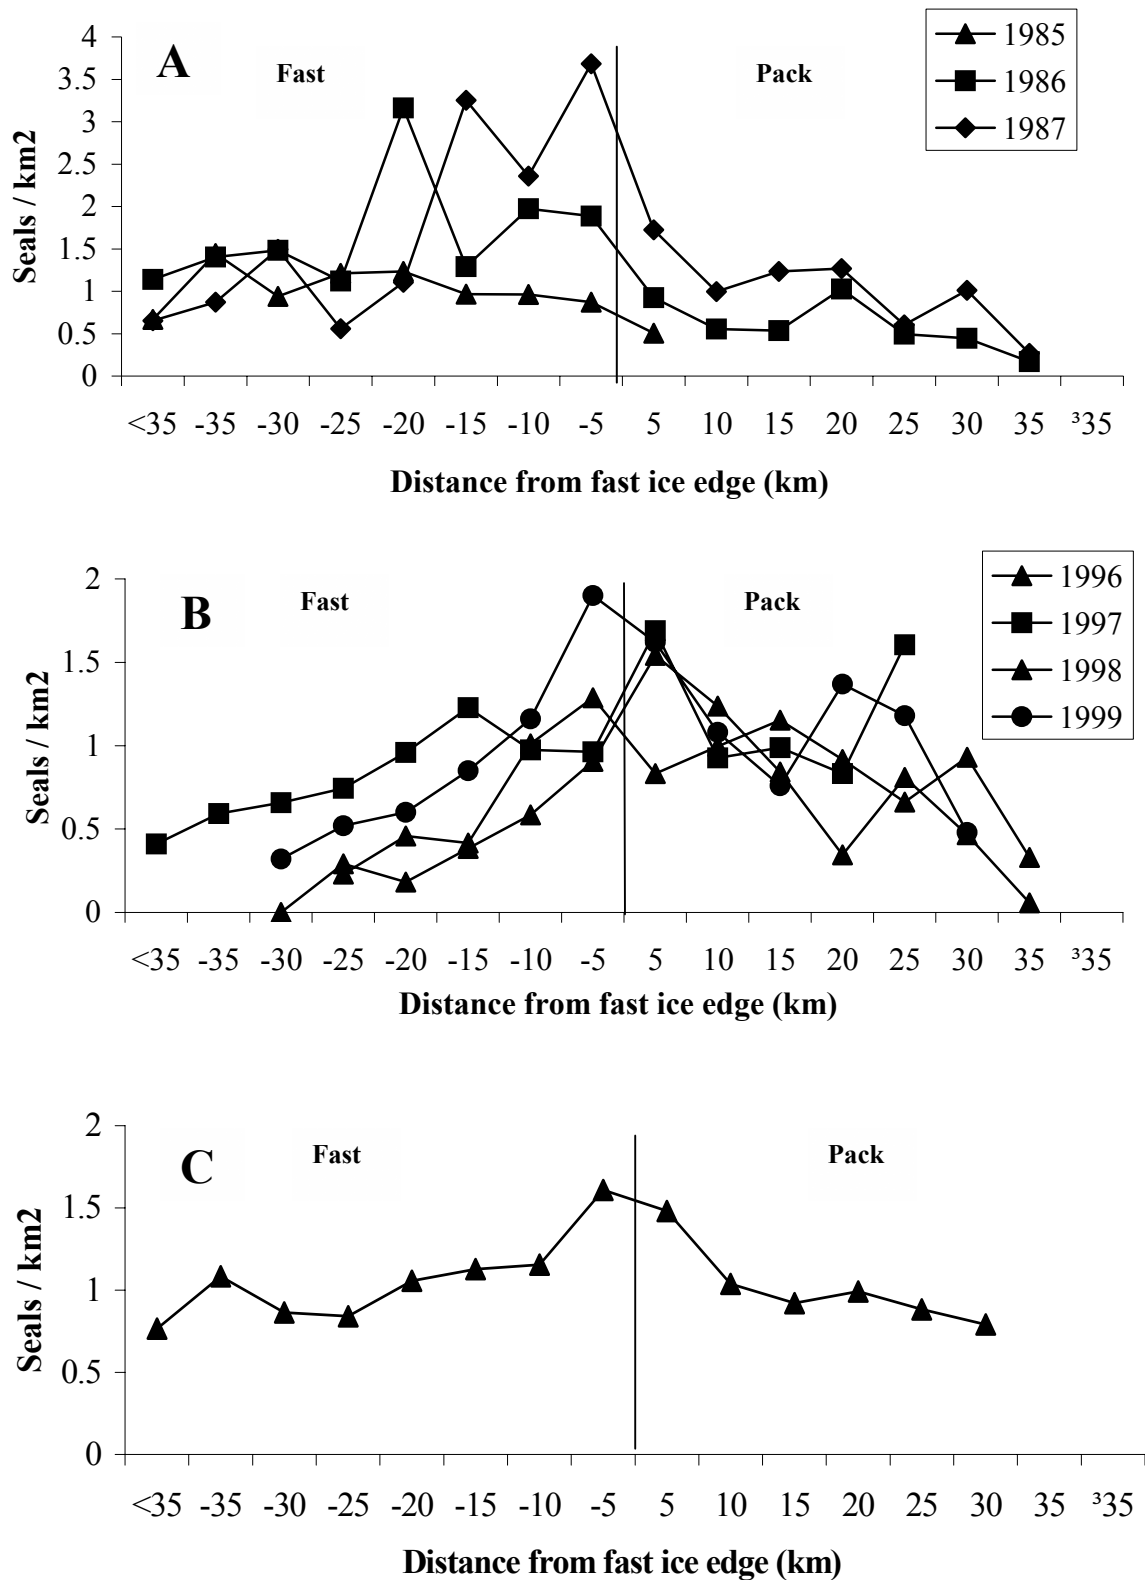 1985
1986
1987
A
Fast
Pack
4
3.5
3
2.5
2
1.5
1
0.5
0
Seals / km2
<35 -35 -30 -25 -20 -15 -10 -5 5 10 15 20 25 30 35 ³35
Distance from fast ice edge (km)
1996
1997
1998
1999
B
Fast
Pack
2
1.5
1
0.5
0
Seals / km2
<35 -35 -30 -25 -20 -15 -10 -5 5 10 15 20 25 30 35 ³35
Distance from fast ice edge (km)
C
Fast
Pack
2
1.5
1
0.5
0
Seals / km2
<35 -35 -30 -25 -20 -15 -10 -5 5 10 15 20 25 30 35 ³35
Distance from fast ice edge (km)